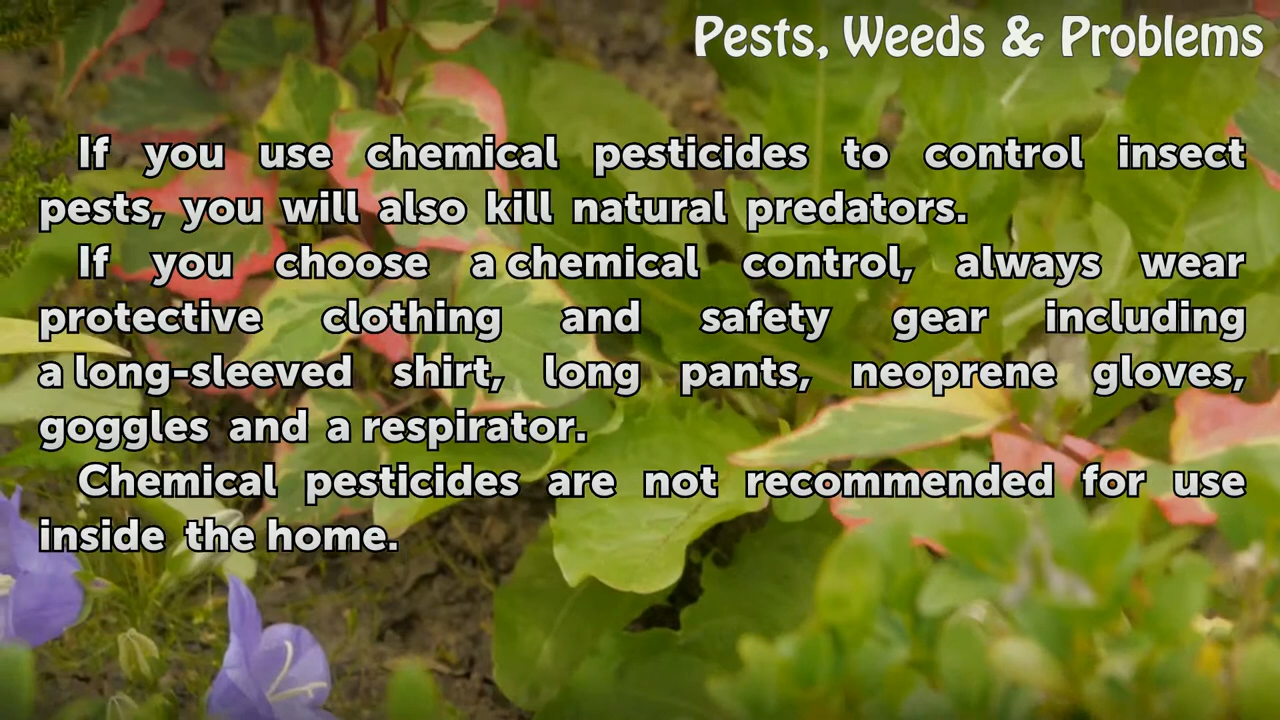 Pests, Weeds & Problems
If you use chemical pesticides to control insect
pests, you will also kill natural predators.
If you choose a chemical control, always wear
protective clothing and safety gear including
a long-sleeved shirt, long pants, neoprene gloves,
goggles and a respirator.
Chemical pesticides are not recommended for use
inside the home.